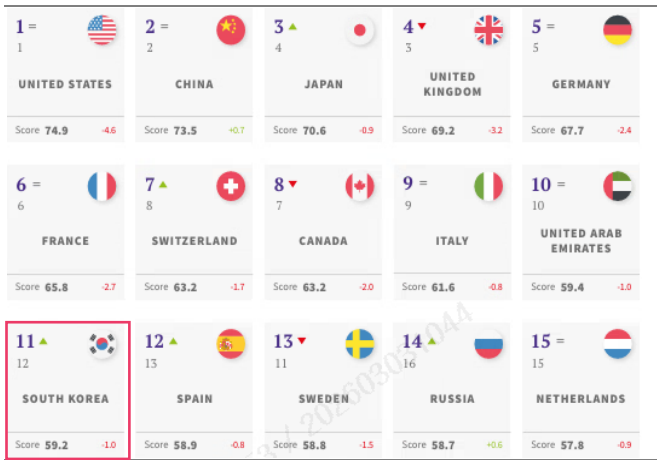 1 = 2 = 3 ▲ 4 ▼ 5 =
1 2 4 3 5
UNITED STATES CHINA JAPAN UNITED KINGDOM GERMANY
Score 74.9 -4.6 Score 73.5 +0.7 Score 70.6 -0.9 Score 69.2 -3.2 Score 67.7 -2.4
6 = 7 ▲ 8 ▼ 9 = 10 =
6 8 7 9 10
FRANCE SWITZERLAND CANADA ITALY UNITED ARAB EMIRATES
Score 65.8 -2.7 Score 63.2 -1.7 Score 63.2 -2.0 Score 61.6 -0.8 Score 59.4 -1.0
11 ▲ 12 ▲ 13 ▼ 14 ▲ 15 =
12 13 11 16 15
SOUTH KOREA SPAIN SWEDEN RUSSIA NETHERLANDS
Score 59.2 -1.0 Score 58.9 -0.8 Score 58.8 -1.5 Score 58.7 +0.6 Score 57.8 -0.9